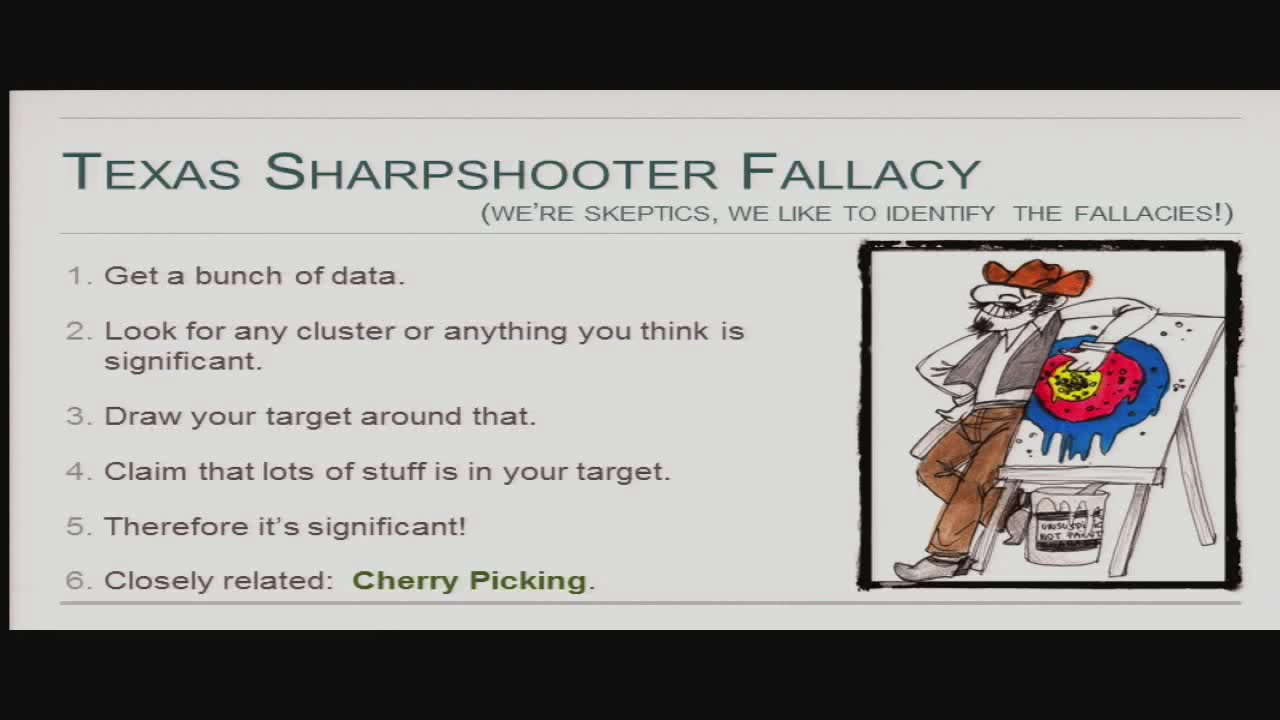 TEXAS SHARPSHOOTER FALLACY
(WE'RE SKEPTICS, WE LIKE TO IDENTIFY THE FALLACIES!)
1. Get a bunch of data.
2. Look for any cluster or anything you think is
significant.
3. Draw your target around that.
4. Claim that lots of stuff is in your target.
5. Therefore it's significant!
6. Closely related: Cherry Picking.
NOT PAINT